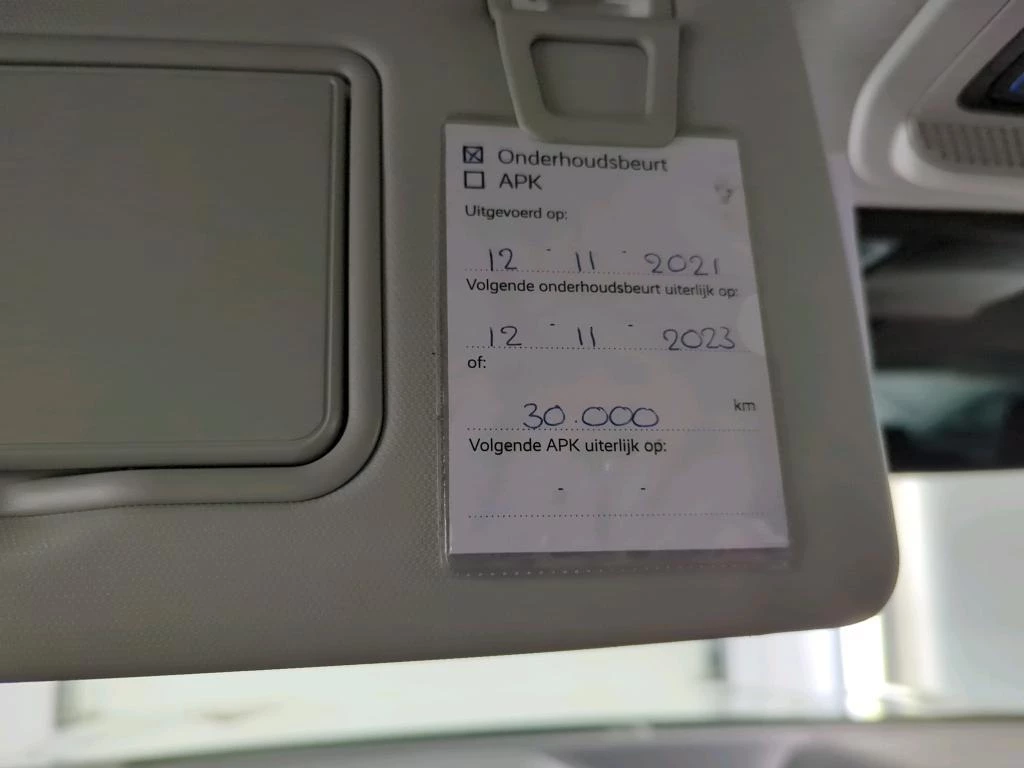 ☒ Onderhoudsbeurt
☐ APK
Uitgevoerd op:
12 - 11 - 2021
Volgende onderhoudsbeurt uiterlijk op:
12 - 11 - 2023
of:
30.000 km
Volgende APK uiterlijk op:
- -